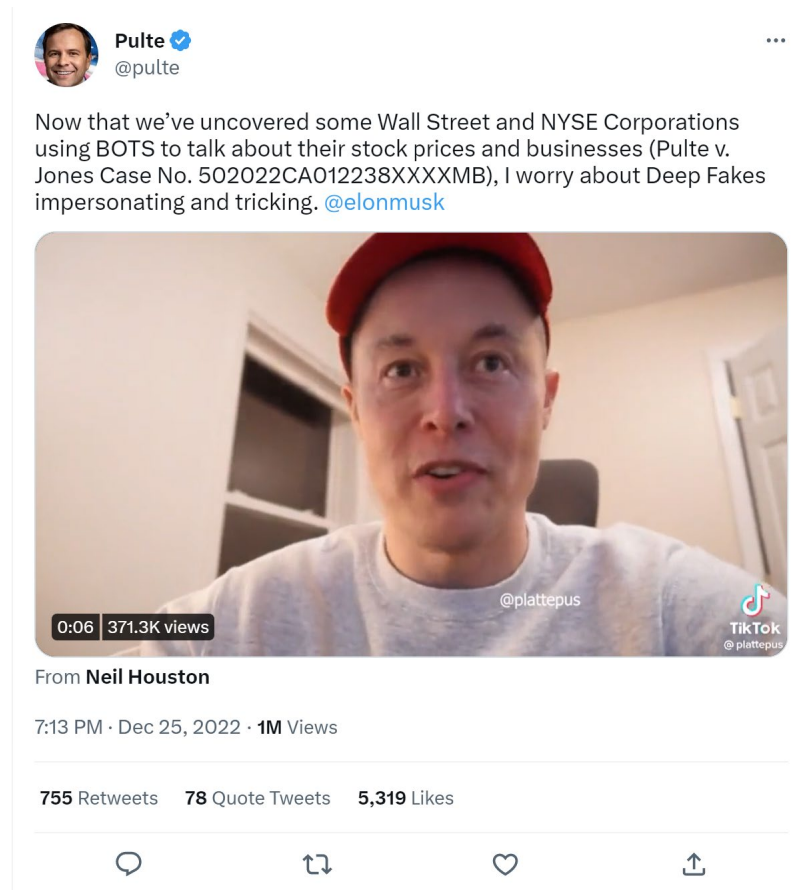 Pulte
@pulte
Now that we’ve uncovered some Wall Street and NYSE Corporations
using BOTS to talk about their stock prices and businesses (Pulte v.
Jones Case No. 502022CA012238XXXXMB), I worry about Deep Fakes
impersonating and tricking. @elonmusk
@plattepus
0:06 371.3K views
TikTok
@plattepus
From Neil Houston
7:13 PM · Dec 25, 2022 · 1M Views
755 Retweets 78 Quote Tweets 5,319 Likes